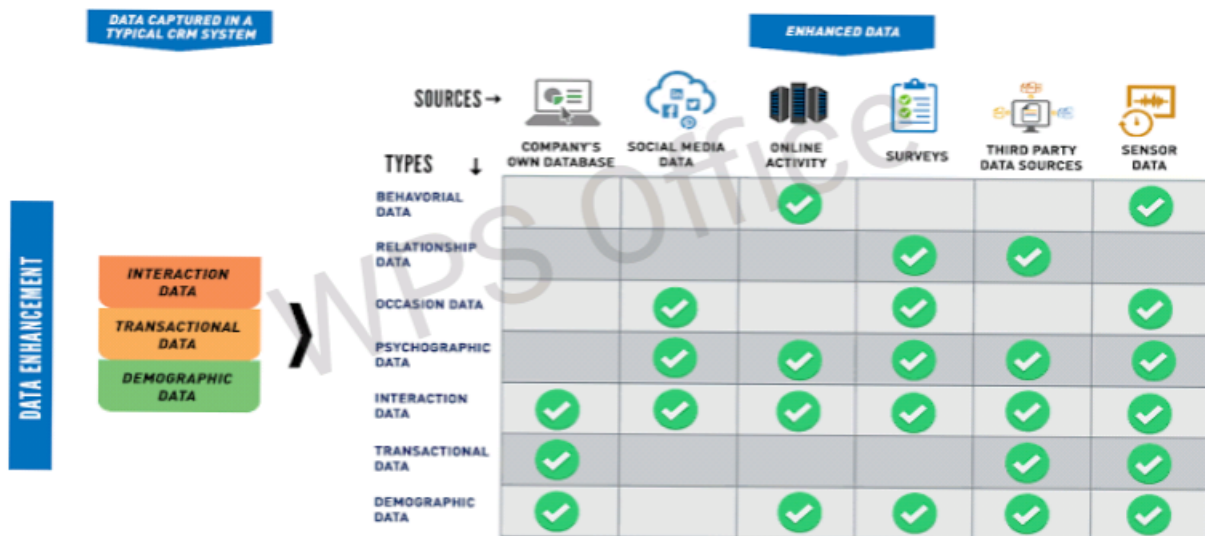 DATA CAPTURED IN A
TYPICAL CRM SYSTEM
ENHANCED DATA
SOURCES →
COMPANY'S
OWN DATABASE
SOCIAL MEDIA
DATA
ONLINE
ACTIVITY
SURVEYS
THIRD PARTY
DATA SOURCES
SENSOR
DATA
TYPES ↓
BEHAVORIAL
DATA
RELATIONSHIP
DATA
OCCASION DATA
PSYCHOGRAPHIC
DATA
INTERACTION
DATA
TRANSACTIONAL
DATA
DEMOGRAPHIC
DATA
DATA ENHANCEMENT
INTERACTION
DATA
TRANSACTIONAL
DATA
DEMOGRAPHIC
DATA
WPS Office